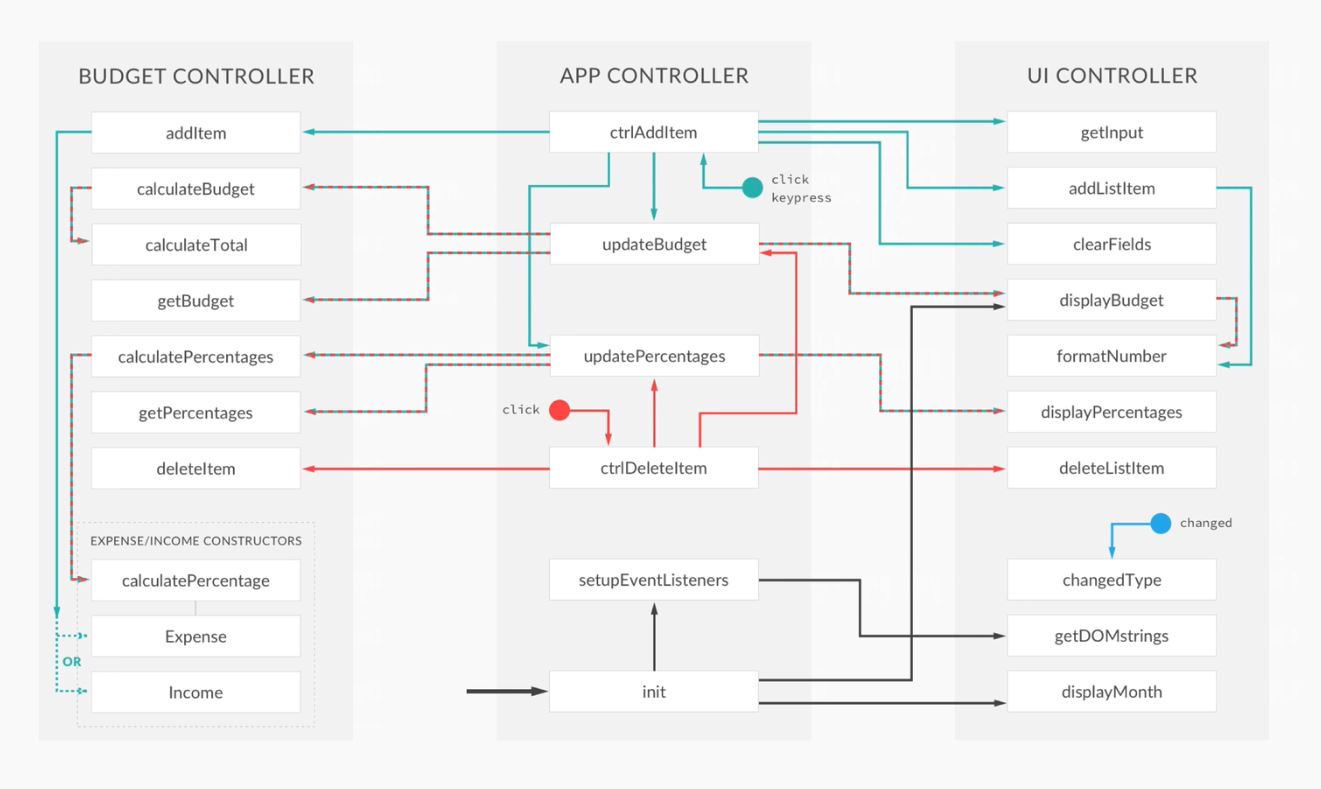 BUDGET CONTROLLER
addItem
calculateBudget
calculateTotal
getBudget
calculatePercentages
getPercentages
deleteItem
EXPENSE/INCOME CONSTRUCTORS
calculatePercentage
Expense
OR
Income
APP CONTROLLER
ctrlAddItem
click
keypress
updateBudget
updatePercentages
click
ctrlDeleteItem
setupEventListeners
init
UI CONTROLLER
getInput
addListItem
clearFields
displayBudget
formatNumber
displayPercentages
deleteListItem
changed
changedType
getDOMstrings
displayMonth